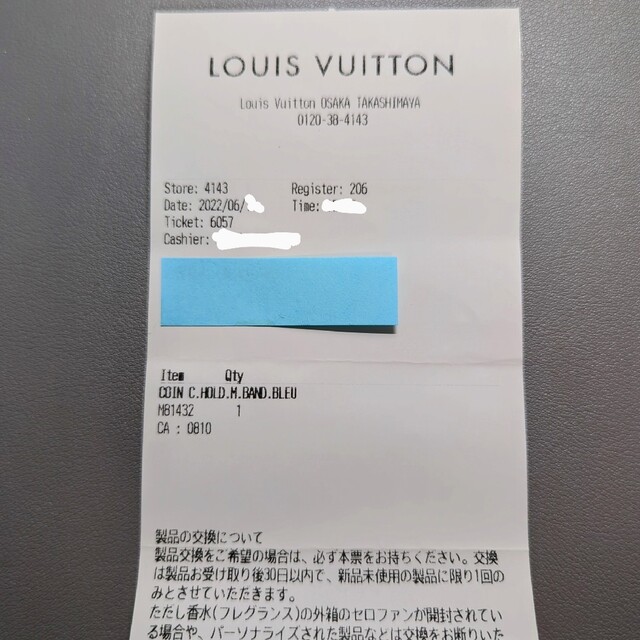 LOUIS VUITTON
Louis Vuitton OSAKA TAKASHIMAYA
0120-38-4143
Store: 4143 Register: 206
Date: 2022/06/ Time:
Ticket: 6057
Cashier:
Item Qty
COIN C.HOLD.M.BAND.BLEU
MB1432 1
CA : 0810
製品の交換について
製品交換をご希望の場合は、必ず本票をお持ちください。交換
は製品お受け取り後30日以内で、新品未使用の製品に限り1回の
みとさせていただきます。
ただし香水(フレグランス)の外箱のセロファンが開封されてい
る場合や、パーソナライズされた製品などは交換をお断りいた